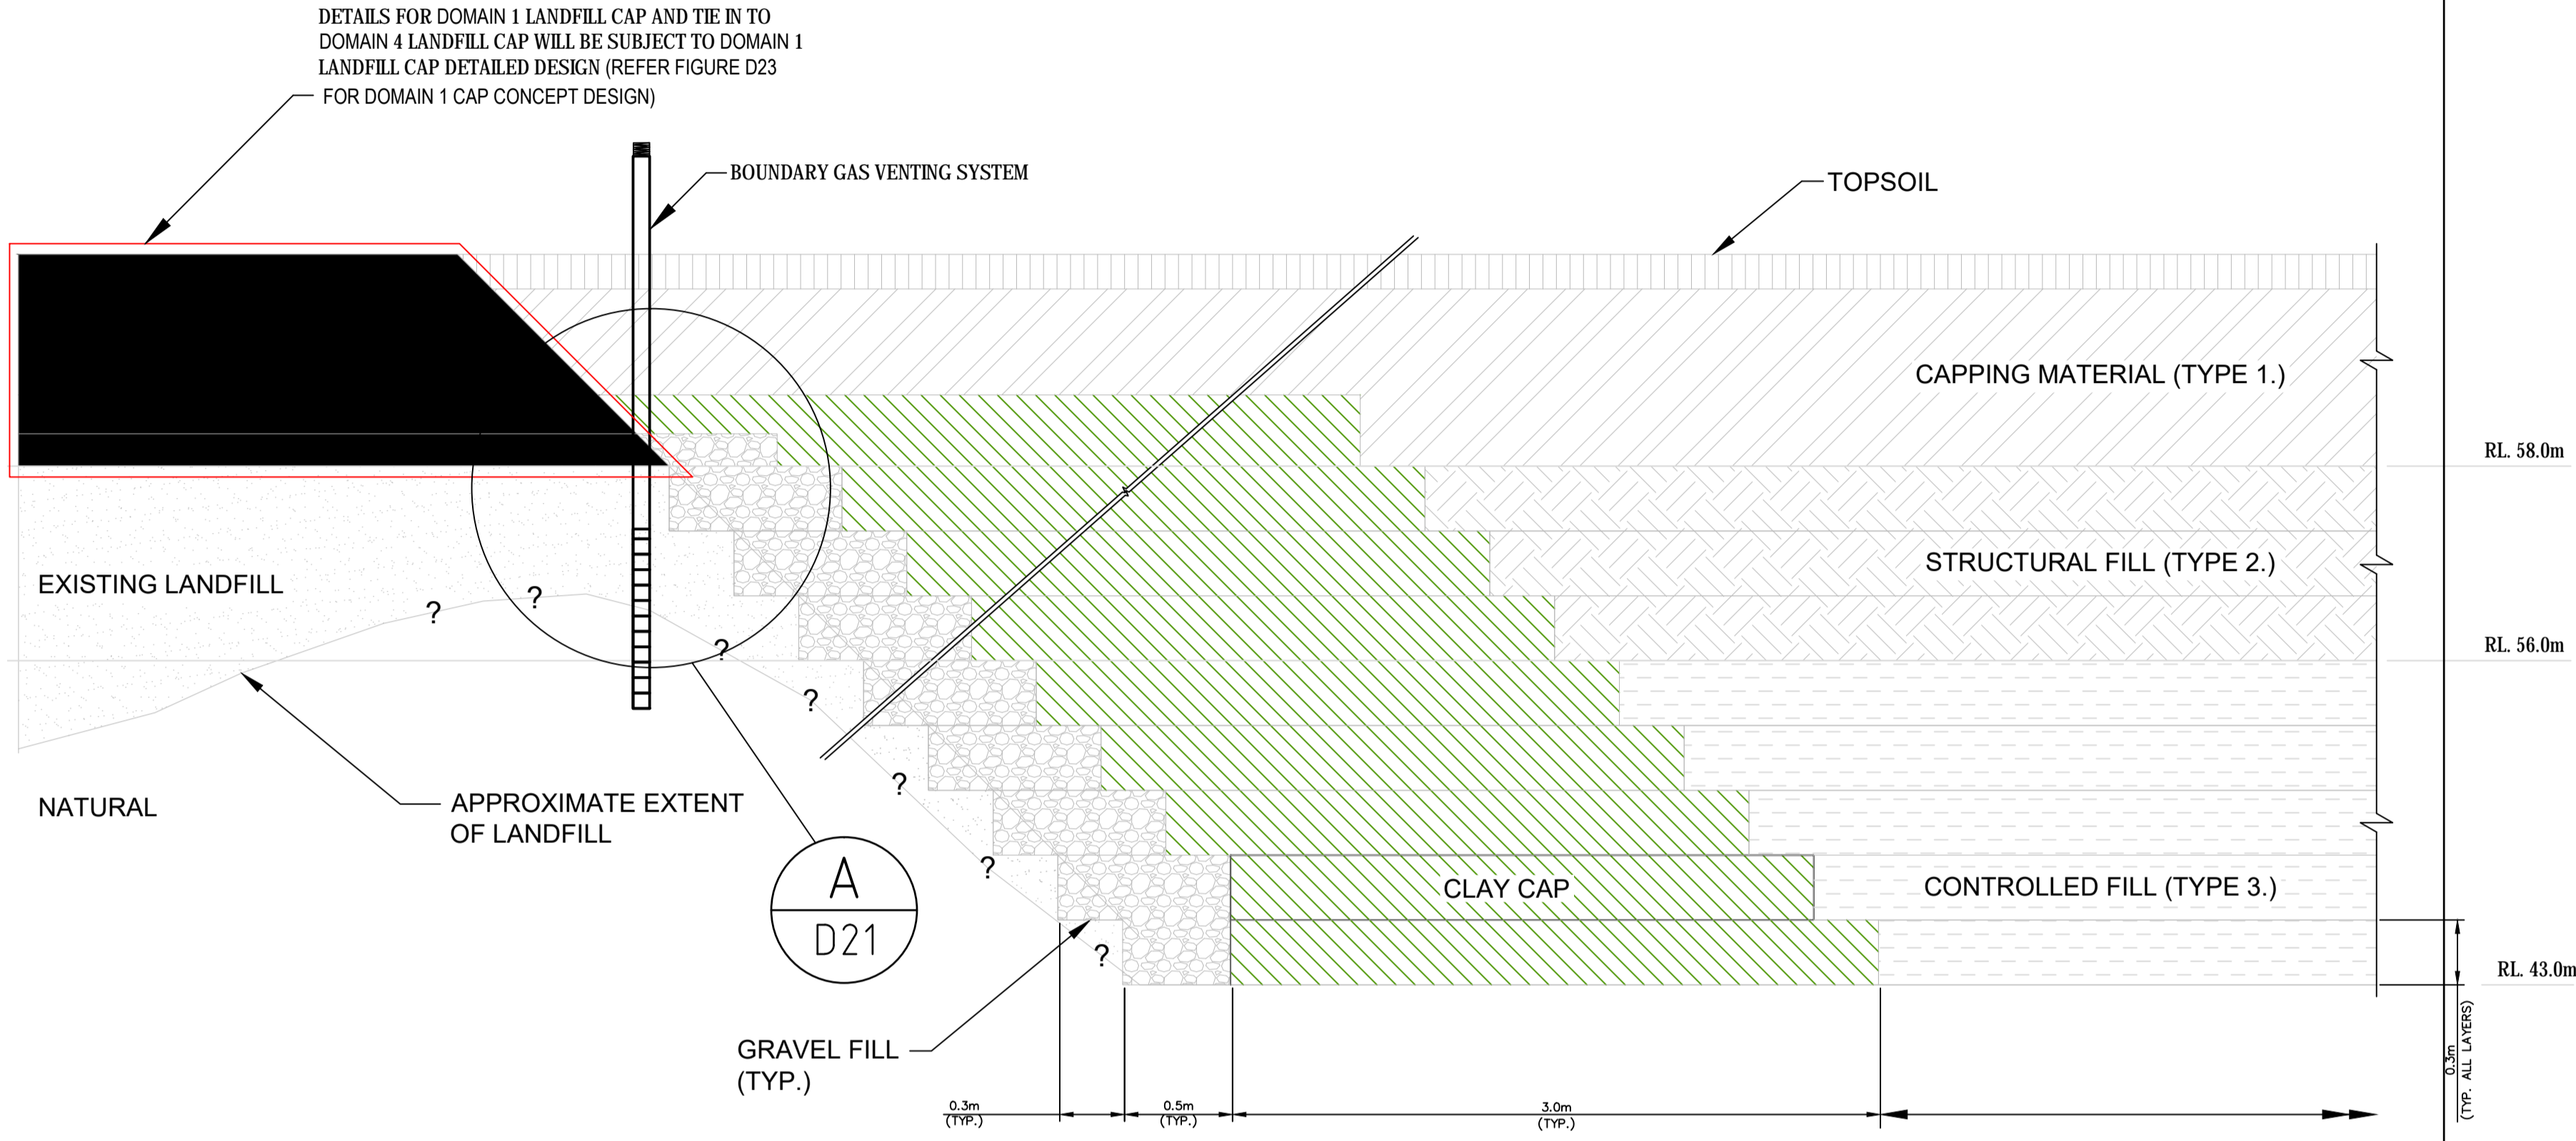 DETAILS FOR DOMAIN 1 LANDFILL CAP AND TIE IN TO
DOMAIN 4 LANDFILL CAP WILL BE SUBJECT TO DOMAIN 1
LANDFILL CAP DETAILED DESIGN (REFER FIGURE D23
FOR DOMAIN 1 CAP CONCEPT DESIGN)
BOUNDARY GAS VENTING SYSTEM
TOPSOIL
CAPPING MATERIAL (TYPE 1.)
RL. 58.0m
STRUCTURAL FILL (TYPE 2.)
EXISTING LANDFILL
?
?
?
RL. 56.0m
?
?
NATURAL
APPROXIMATE EXTENT
OF LANDFILL
?
A
D21
CLAY CAP
CONTROLLED FILL (TYPE 3.)
?
RL. 43.0m
GRAVEL FILL
(TYP.)
0.3m
(TYP.)
0.5m
(TYP.)
3.0m
(TYP.)
0.3m
(TYP. ALL LAYERS)